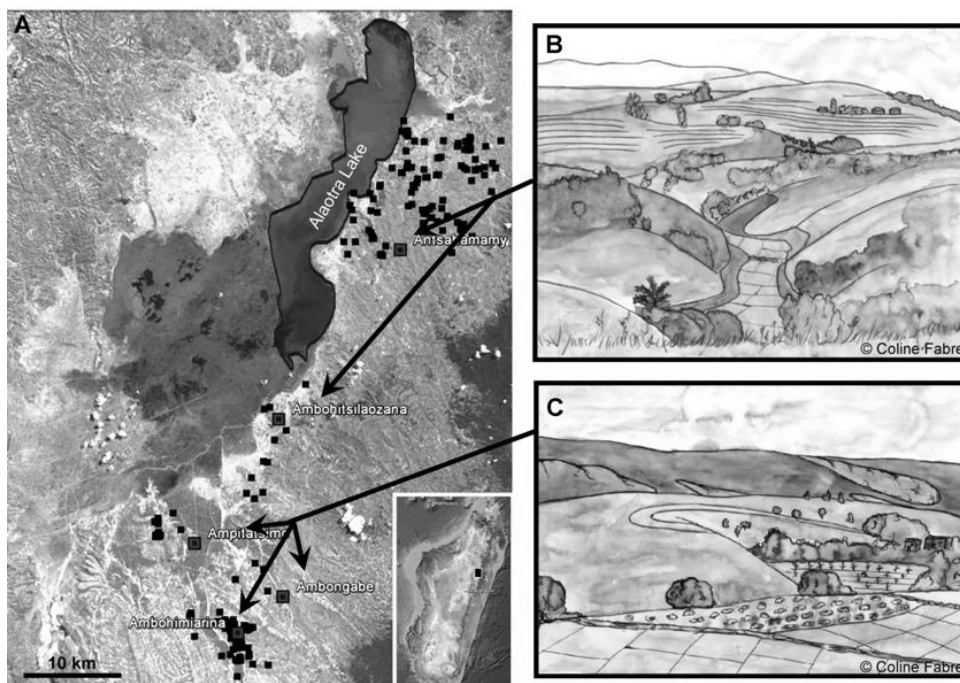 A
Alaotra Lake
Antsahamamy
Ambohitsilaozana
Ampitatsimo
Ambongabe
Ambohimiarina
10 km
B
© Coline Fabre
C
© Coline Fabre